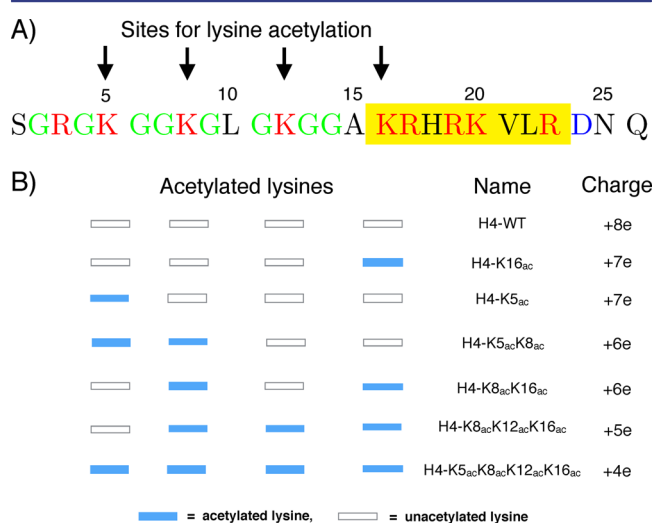 A) Sites for lysine acetylation
5 10 15 20 25
SGRGK GGKGL GKGGA KRHRK VLR DN Q
B) Acetylated lysines Name Charge
H4-WT +8e
H4-K16ac +7e
H4-K5ac +7e
H4-K5acK8ac +6e
H4-K8acK16ac +6e
H4-K8acK12acK16ac +5e
H4-K5acK8acK12acK16ac +4e
= acetylated lysine, = unacetylated lysine